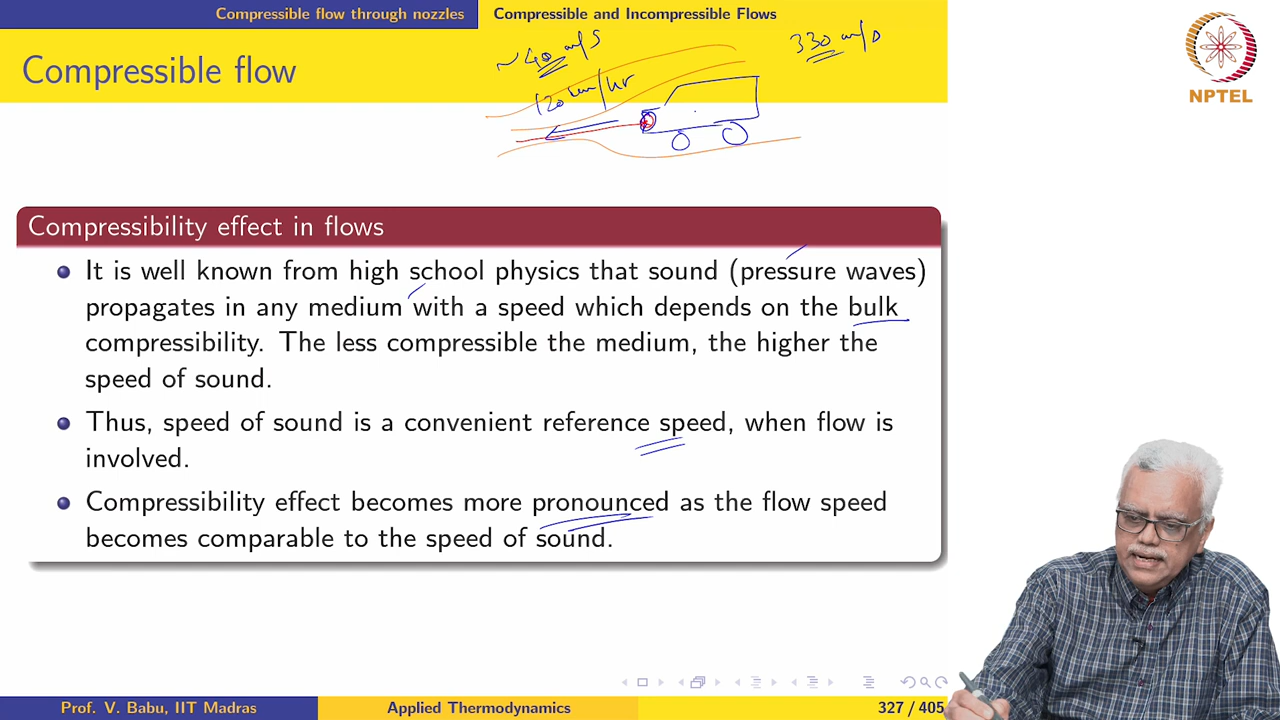 Compressible flow through nozzles
Compressible and Incompressible Flows
Compressible flow
~40 m/s
330 m/s
120 km/hr
NPTEL
Compressibility effect in flows
It is well known from high school physics that sound (pressure waves)
propagates in any medium with a speed which depends on the bulk
compressibility. The less compressible the medium, the higher the
speed of sound.
Thus, speed of sound is a convenient reference speed, when flow is
involved.
Compressibility effect becomes more pronounced as the flow speed
becomes comparable to the speed of sound.
Prof. V. Babu, IIT Madras
Applied Thermodynamics
327 / 405